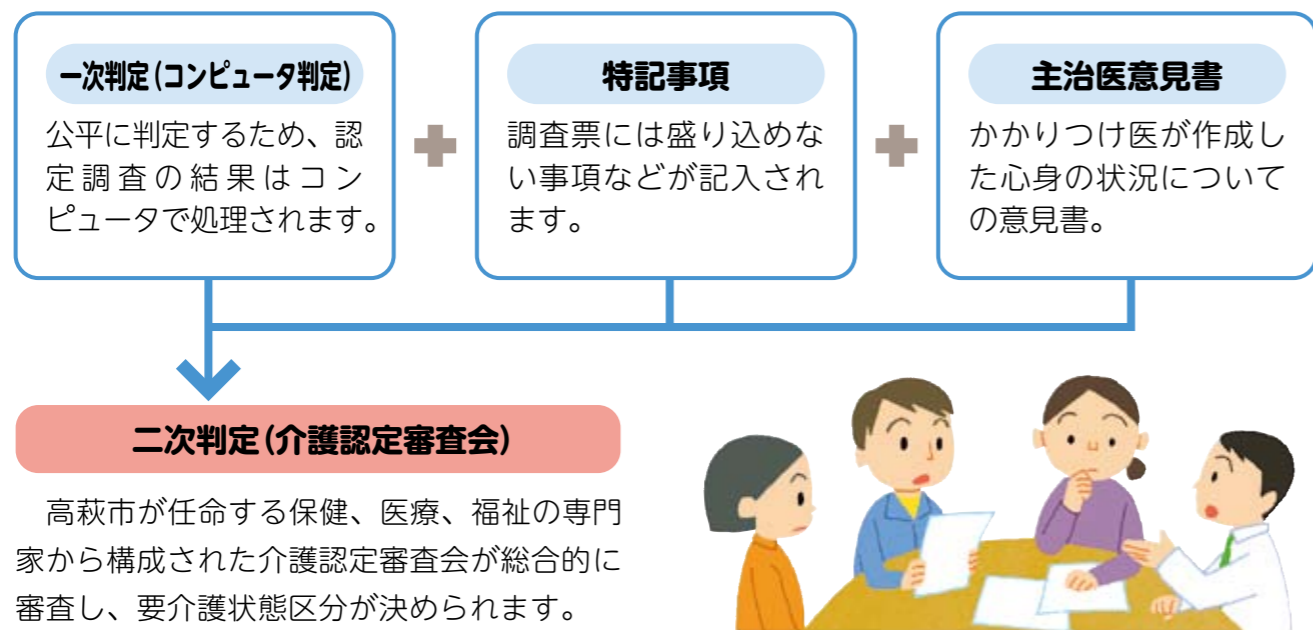 一次判定(コンピュータ判定)
公平に判定するため、認
定調査の結果はコン
ピュータで処理されます。
特記事項
調査票には盛り込めな
い事項などが記入され
ます。
主治医意見書
かかりつけ医が作成し
た心身の状況について
の意見書。
二次判定(介護認定審査会)
高萩市が任命する保健、医療、福祉の専門
家から構成された介護認定審査会が総合的に
審査し、要介護状態区分が決められます。